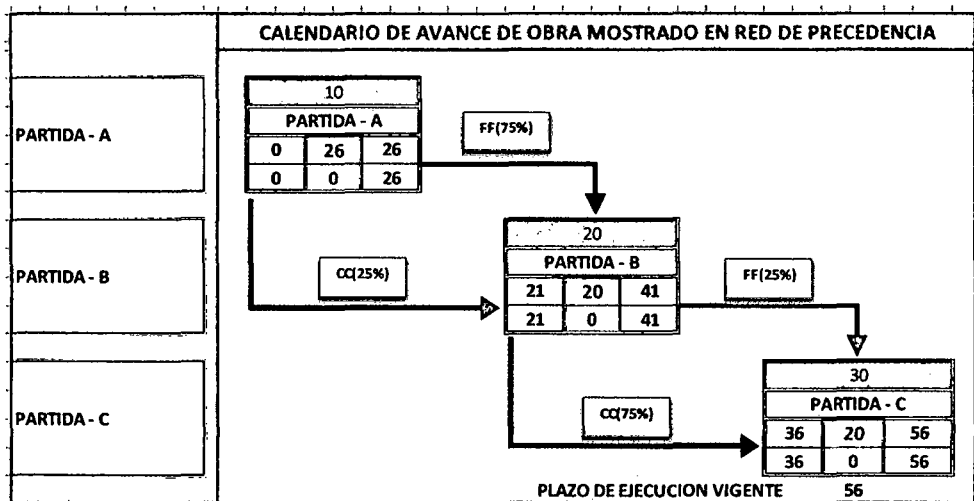 CALENDARIO DE AVANCE DE OBRA MOSTRADO EN RED DE PRECEDENCIA
PARTIDA - A
10
PARTIDA - A
0 26 26
0 0 26
FF(75%)
CC(25%)
PARTIDA - B
20
PARTIDA - B
21 20 41
21 0 41
FF(25%)
CC(75%)
PARTIDA - C
30
PARTIDA - C
36 20 56
36 0 56
PLAZO DE EJECUCION VIGENTE 56